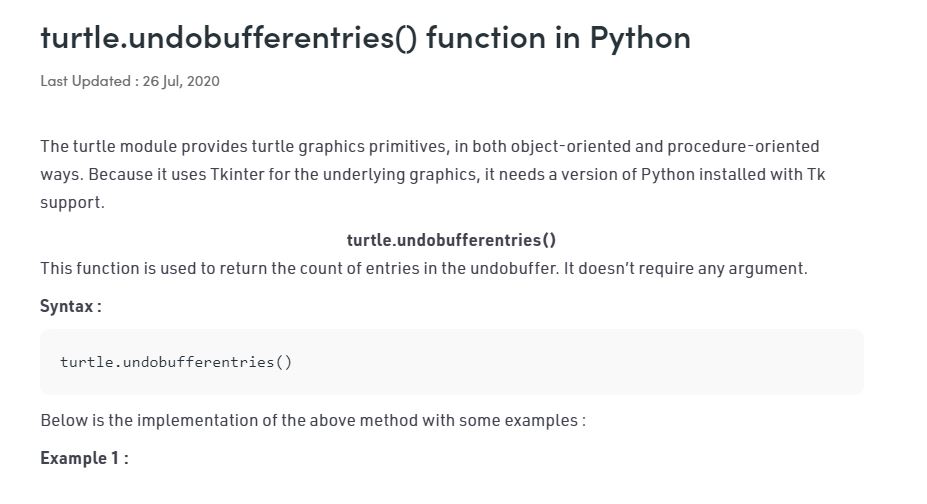 turtle.undobufferentries() function in Python
Last Updated : 26 Jul, 2020
The turtle module provides turtle graphics primitives, in both object-oriented and procedure-oriented
ways. Because it uses Tkinter for the underlying graphics, it needs a version of Python installed with Tk
support.
turtle.undobufferentries()
This function is used to return the count of entries in the undobuffer. It doesn’t require any argument.
Syntax :
turtle.undobufferentries()
Below is the implementation of the above method with some examples :
Example 1 :